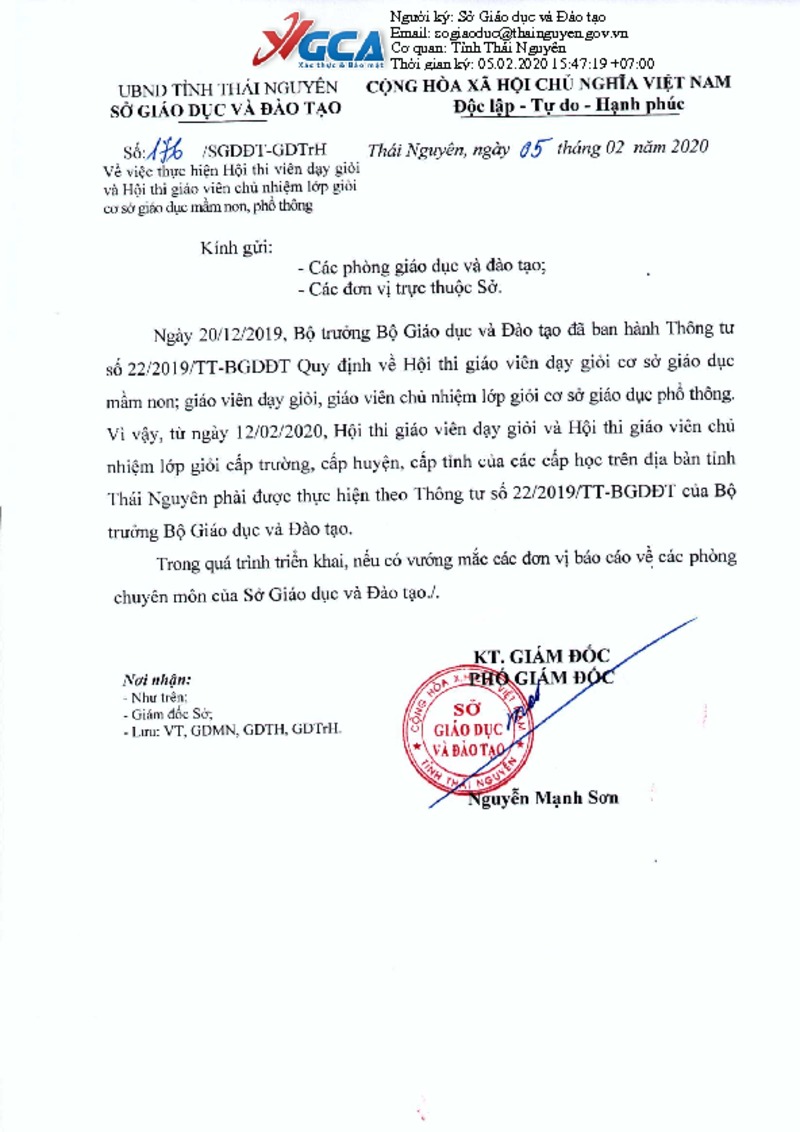 VGCA
Xác thực & Bảo mật
Người ký: Sở Giáo dục và Đào tạo
Email: sogiaoduc@thainguyen.gov.vn
Cơ quan: Tỉnh Thái Nguyên
Thời gian ký: 05.02.2020 15:47:19 +07:00
UBND TỈNH THÁI NGUYÊN
SỞ GIÁO DỤC VÀ ĐÀO TẠO
CỘNG HÒA XÃ HỘI CHỦ NGHĨA VIỆT NAM
Độc lập - Tự do - Hạnh phúc
Số: 176 /SGDĐT-GDTrH
Thái Nguyên, ngày 05 tháng 02 năm 2020
Về việc thực hiện Hội thi viên dạy giỏi
và Hội thi giáo viên chủ nhiệm lớp giỏi
cơ sở giáo dục mầm non, phổ thông
Kính gửi:
- Các phòng giáo dục và đào tạo;
- Các đơn vị trực thuộc Sở.
Ngày 20/12/2019, Bộ trưởng Bộ Giáo dục và Đào tạo đã ban hành Thông tư
số 22/2019/TT-BGDĐT Quy định về Hội thi giáo viên dạy giỏi cơ sở giáo dục
mầm non; giáo viên dạy giỏi, giáo viên chủ nhiệm lớp giỏi cơ sở giáo dục phổ thông.
Vì vậy, từ ngày 12/02/2020, Hội thi giáo viên dạy giỏi và Hội thi giáo viên chủ
nhiệm lớp giỏi cấp trường, cấp huyện, cấp tỉnh của các cấp học trên địa bàn tỉnh
Thái Nguyên phải được thực hiện theo Thông tư số 22/2019/TT-BGDĐT của Bộ
trưởng Bộ Giáo dục và Đào tạo.
Trong quá trình triển khai, nếu có vướng mắc các đơn vị báo cáo về các phòng
chuyên môn của Sở Giáo dục và Đào tạo./.
KT. GIÁM ĐỐC
PHÓ GIÁM ĐỐC
Nơi nhận:
- Như trên;
- Giám đốc Sở;
- Lưu: VT, GDMN, GDTH, GDTrH.
CỘNG HÒA X.H.C.N VIỆT NAM
SỞ
GIÁO DỤC
VÀ ĐÀO TẠO
TỈNH THÁI NGUYÊN
Nguyễn Mạnh Sơn